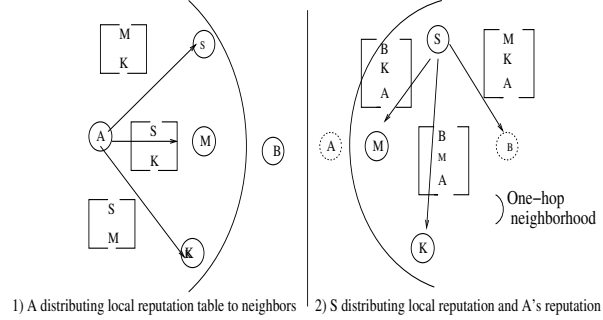 M
K
S
A
S
K
M
B
S
M
K
1) A distributing local reputation table to neighbors
S
B
K
A
M
K
A
A
M
B
M
A
B
K
One-hop
neighborhood
2) S distributing local reputation and A's reputation